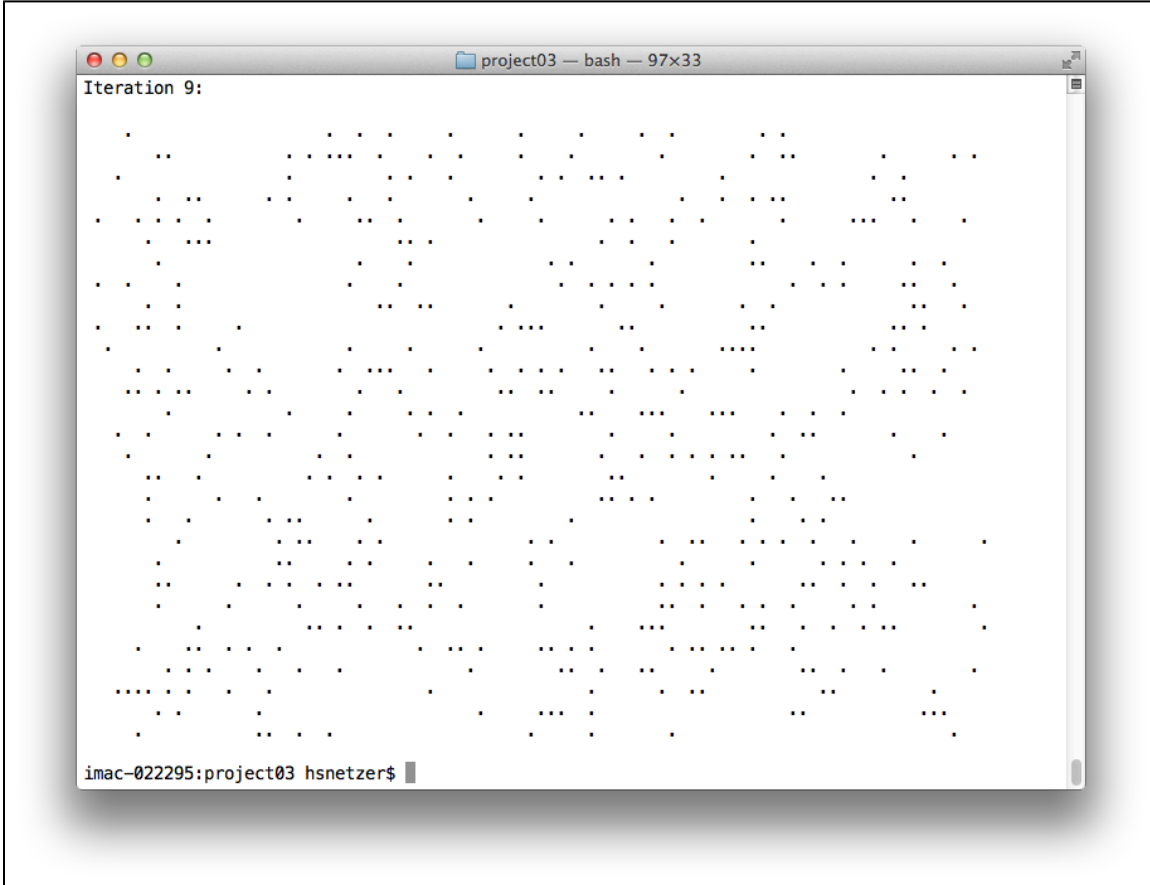 project03 — bash — 97×33
Iteration 9:
imac-022295:project03 hsnetzer$